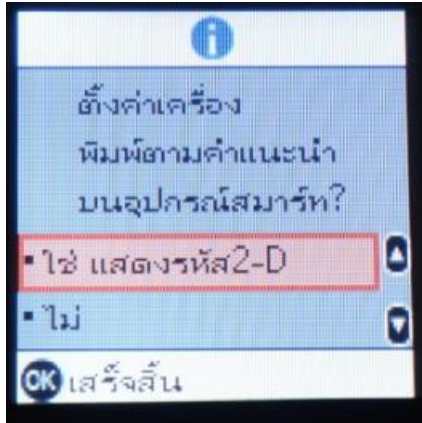 ตั้งค่าเครื่อง
พิมพ์ตามคำแนะนำ
บนอุปกรณ์สมาร์ท?
▪ ใช่ แสดงรหัส2-D
▪ ไม่
OK เสร็จสิ้น